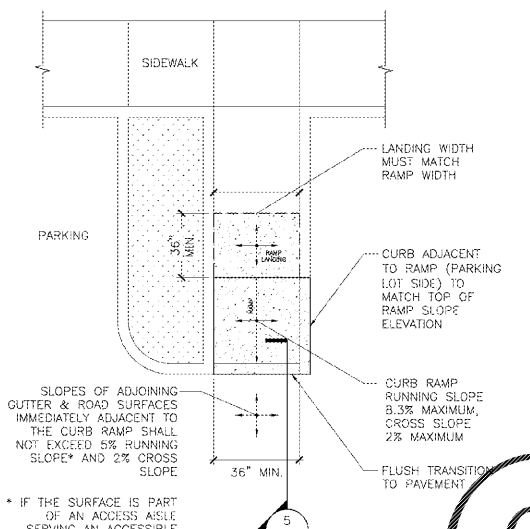 SIDEWALK
LANDING WIDTH
MUST MATCH
RAMP WIDTH
PARKING
36"
MIN.
RAMP
LANDING
CURB ADJACENT
TO RAMP (PARKING
LOT SIDE) TO
MATCH TOP OF
RAMP SLOPE
ELEVATION
RAMP
SLOPES OF ADJOINING
GUTTER & ROAD SURFACES
IMMEDIATELY ADJACENT TO
THE CURB RAMP SHALL
NOT EXCEED 5% RUNNING
SLOPE* AND 2% CROSS
SLOPE
CURB RAMP
RUNNING SLOPE
8.3% MAXIMUM,
CROSS SLOPE
2% MAXIMUM
36" MIN.
FLUSH TRANSITION
TO PAVEMENT
* IF THE SURFACE IS PART
OF AN ACCESS AISLE
SERVING AN ACCESSIBLE
5